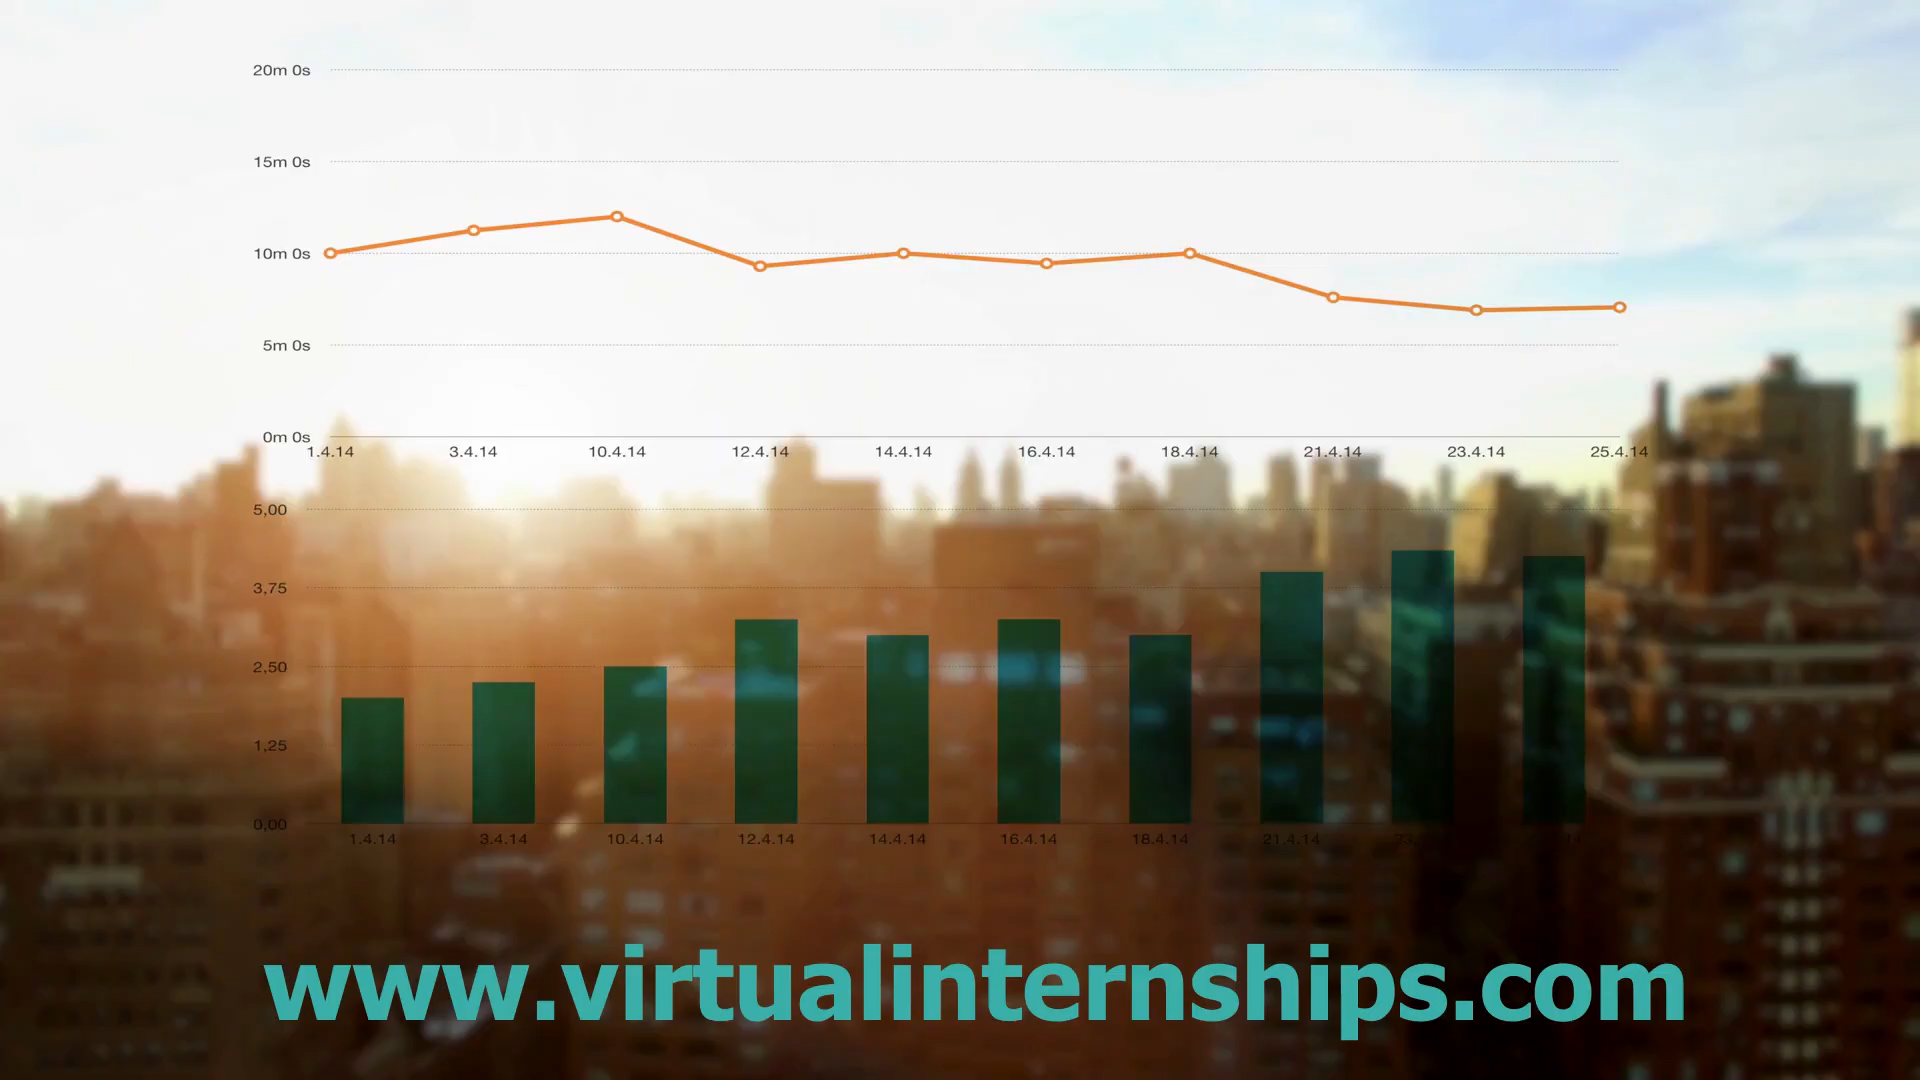 20m 0s
15m 0s
10m 0s
5m 0s
0m 0s
1.4.14 3.4.14 10.4.14 12.4.14 14.4.14 16.4.14 18.4.14 21.4.14 23.4.14 25.4.14
5,00
3,75
2,50
1,25
0,00
1.4.14 3.4.14 10.4.14 12.4.14 14.4.14 16.4.14 18.4.14 21.4.14
www.virtualinternships.com